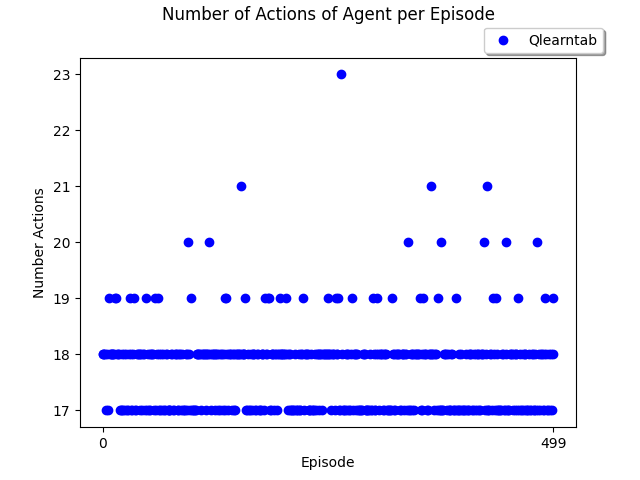 Number of Actions of Agent per Episode
Qlearntab
23
22
21
20
19
18
17
Number Actions
0
499
Episode